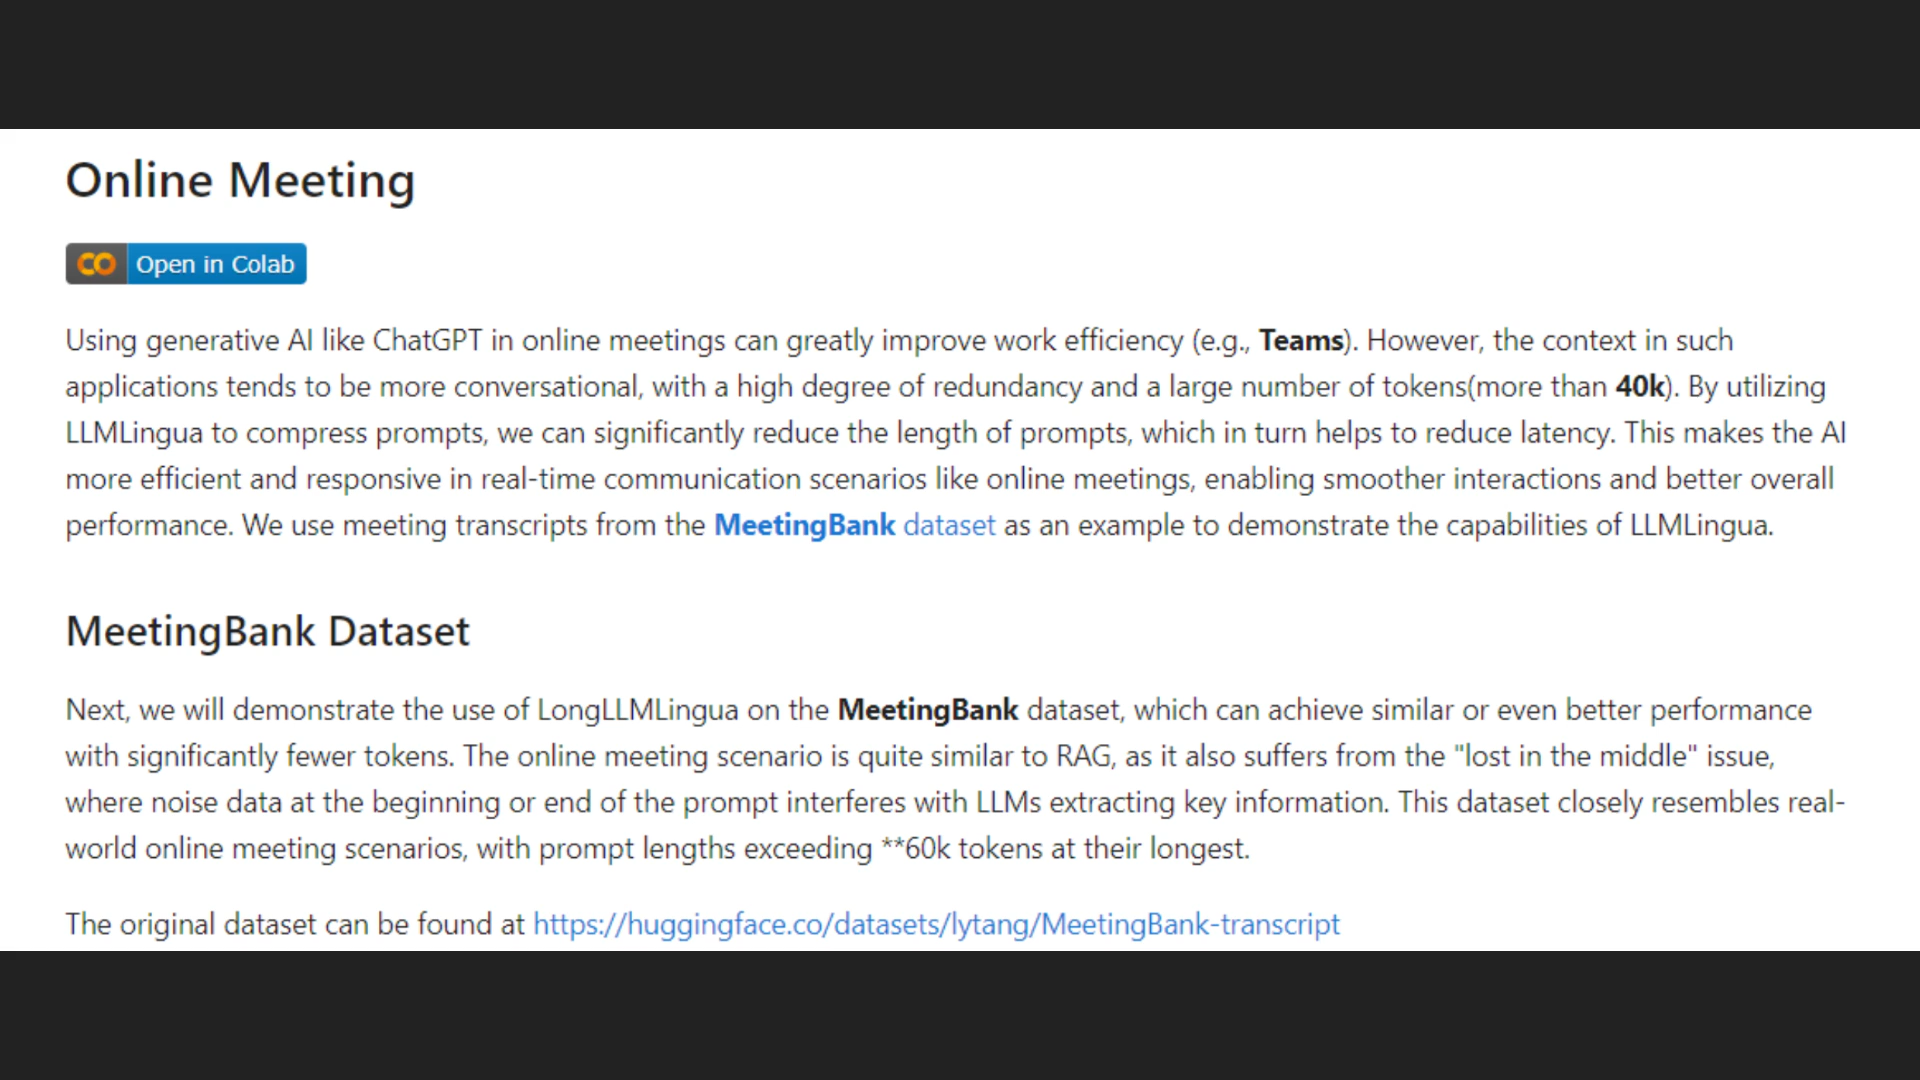 Online Meeting
Open in Colab
Using generative AI like ChatGPT in online meetings can greatly improve work efficiency (e.g., Teams). However, the context in such
applications tends to be more conversational, with a high degree of redundancy and a large number of tokens(more than 40k). By utilizing
LLMLingua to compress prompts, we can significantly reduce the length of prompts, which in turn helps to reduce latency. This makes the AI
more efficient and responsive in real-time communication scenarios like online meetings, enabling smoother interactions and better overall
performance. We use meeting transcripts from the MeetingBank dataset as an example to demonstrate the capabilities of LLMLingua.
MeetingBank Dataset
Next, we will demonstrate the use of LongLLMLingua on the MeetingBank dataset, which can achieve similar or even better performance
with significantly fewer tokens. The online meeting scenario is quite similar to RAG, as it also suffers from the "lost in the middle" issue,
where noise data at the beginning or end of the prompt interferes with LLMs extracting key information. This dataset closely resembles real-
world online meeting scenarios, with prompt lengths exceeding **60k tokens at their longest.
The original dataset can be found at https://huggingface.co/datasets/lytang/MeetingBank-transcript